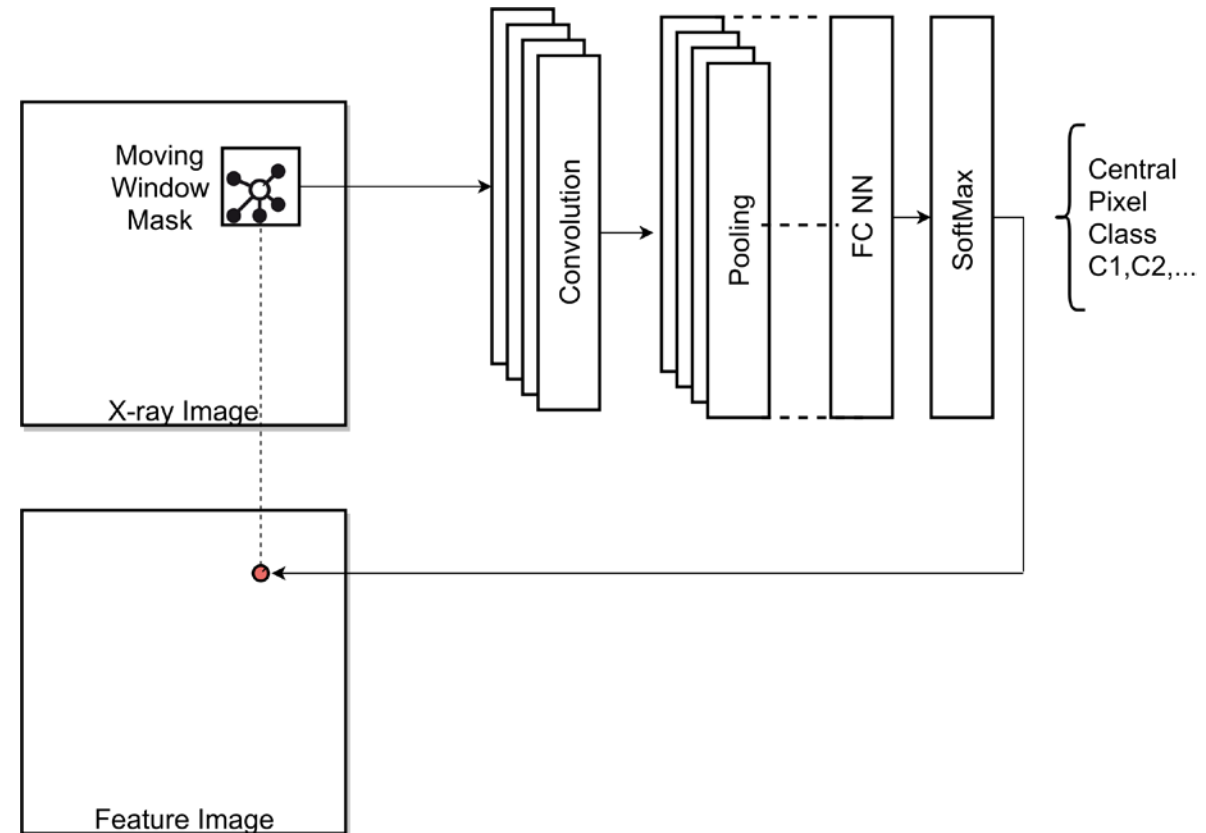 Moving
Window
Mask
X-ray Image
Convolution
Pooling
FC NN
SoftMax
Central
Pixel
Class
C1,C2,...
Feature Image